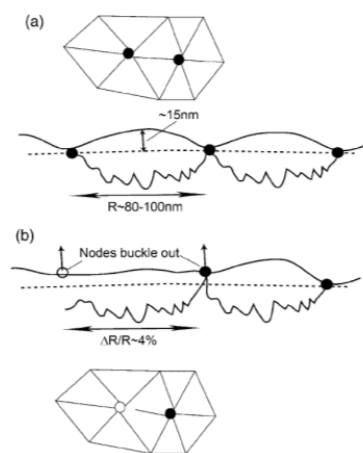 (a)
~15nm
R~80-100nm
(b)
Nodes buckle out
ΔR/R~4%